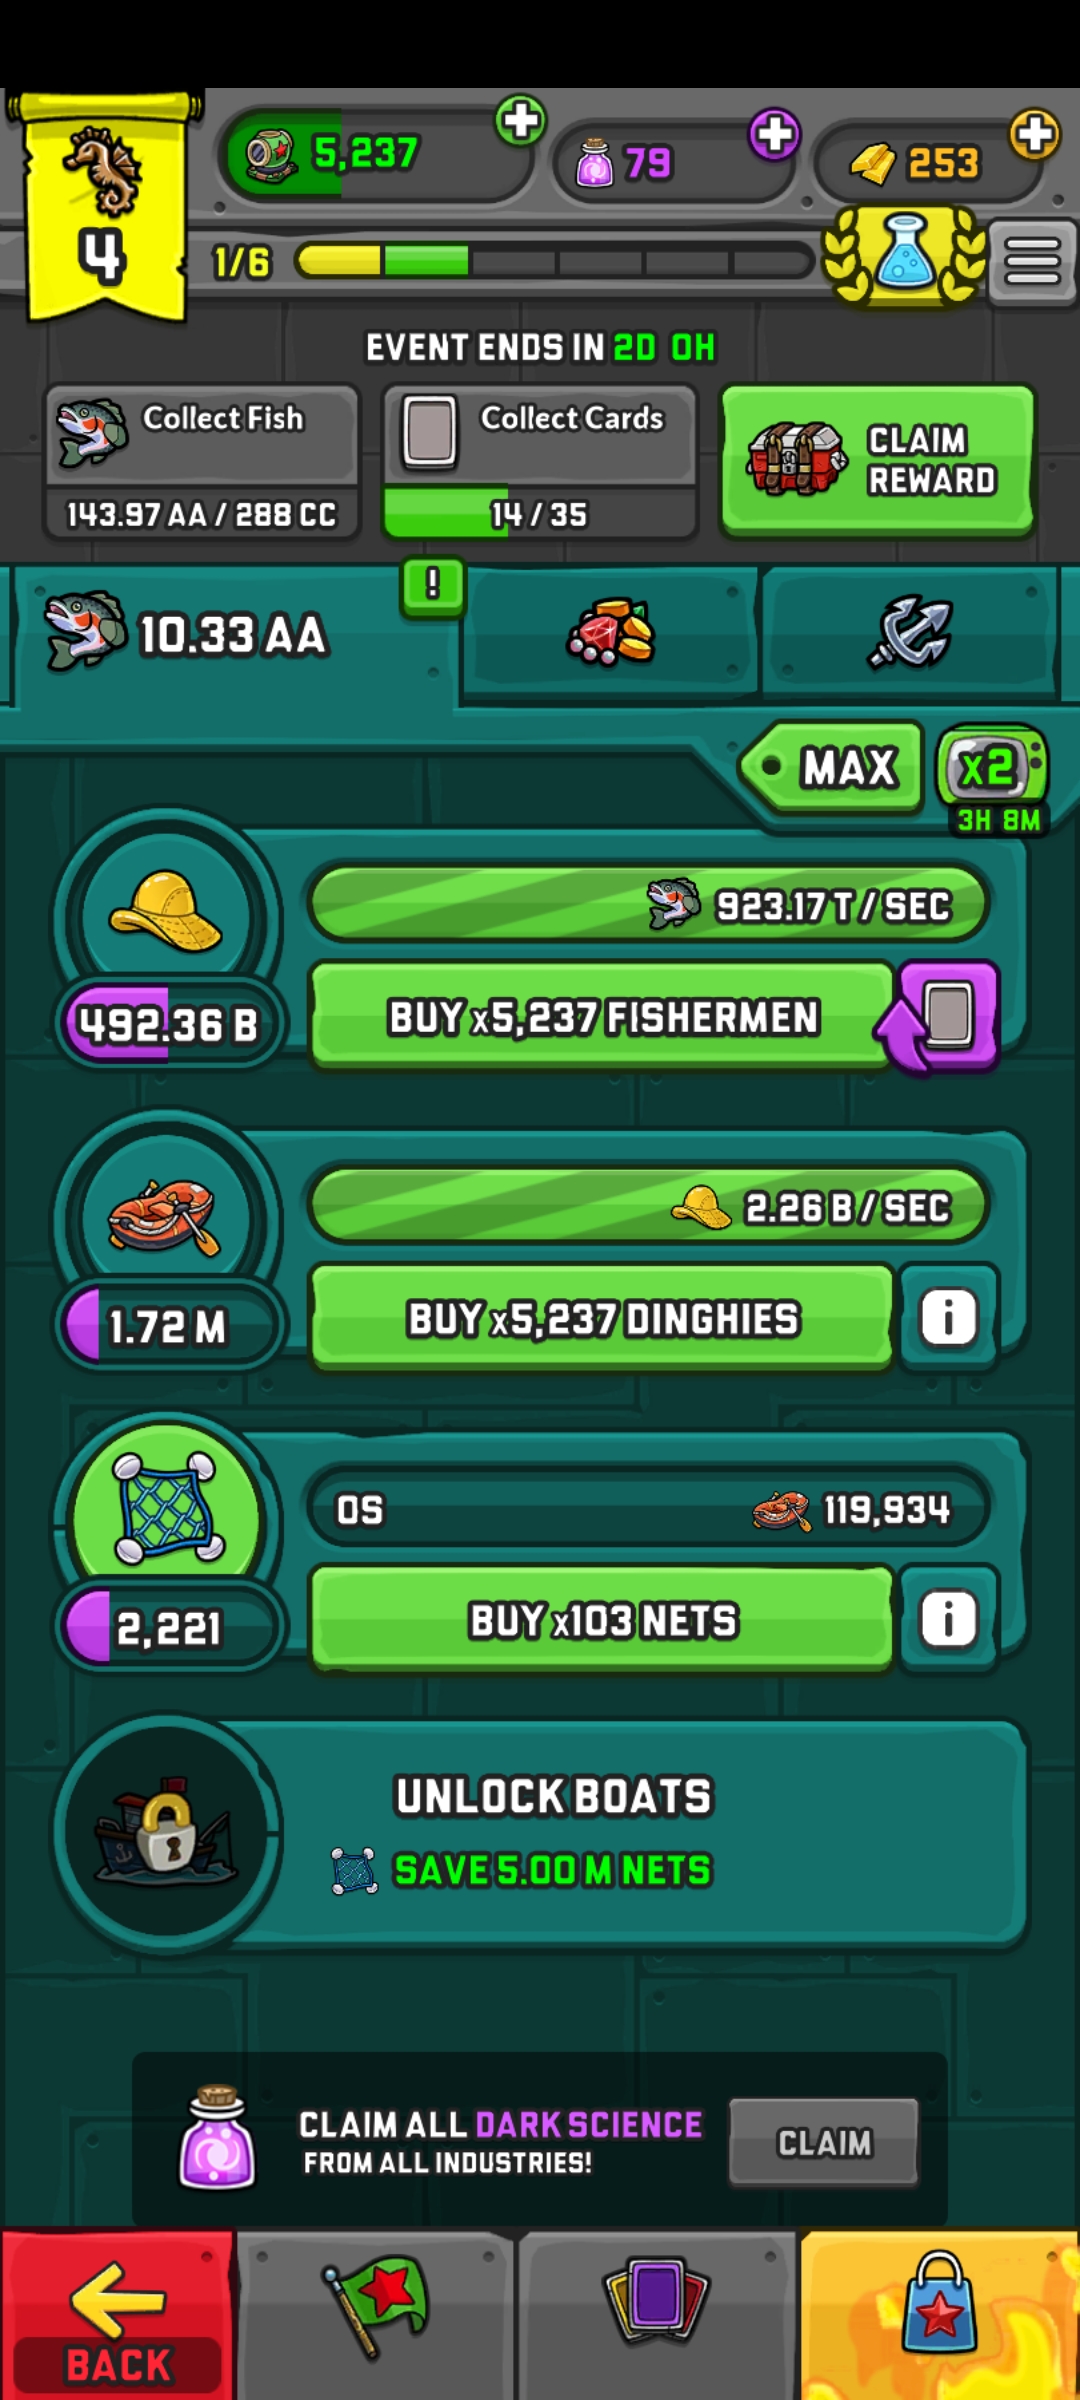 5,237
79
253
4
1/6
EVENT ENDS IN 2D 0H
Collect Fish
Collect Cards
CLAIM
REWARD
143.97 AA / 288 CC
14 / 35
!
10.33 AA
MAX
x2
3H 8M
923.17 T / SEC
492.36 B
BUY x5,237 FISHERMEN
2.26 B / SEC
1.72 M
BUY x5,237 DINGHIES
i
0S
119,934
2,221
BUY x103 NETS
i
UNLOCK BOATS
SAVE 5.00 M NETS
CLAIM ALL DARK SCIENCE
FROM ALL INDUSTRIES!
CLAIM
BACK